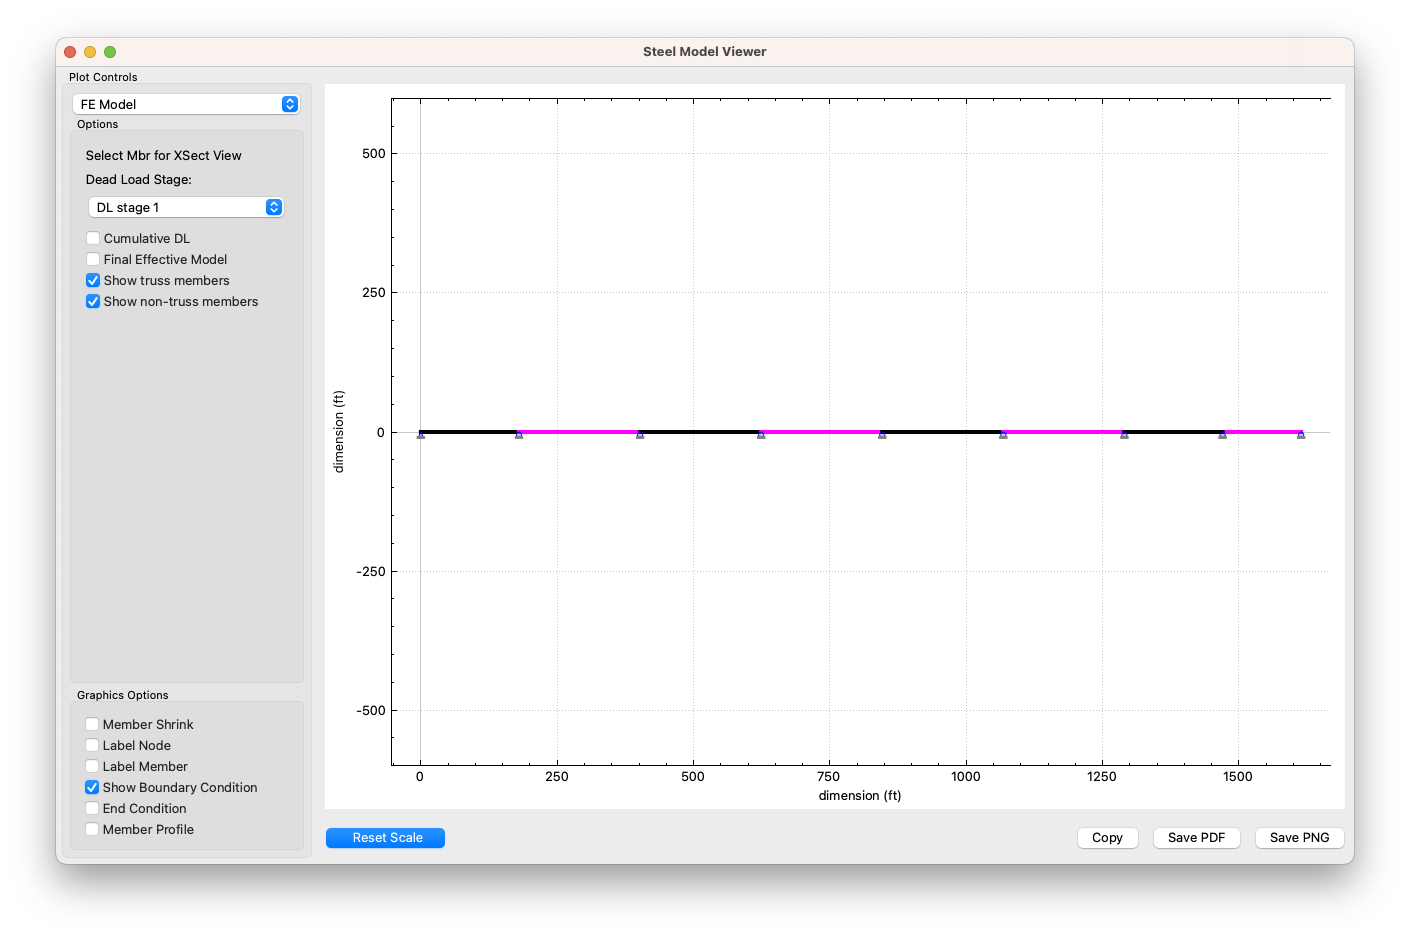 Steel Model Viewer
Plot Controls
FE Model
Options
Select Mbr for XSect View
Dead Load Stage:
DL stage 1
Cumulative DL
Final Effective Model
Show truss members
Show non-truss members
Graphics Options
Member Shrink
Label Node
Label Member
Show Boundary Condition
End Condition
Member Profile
dimension (ft)
500
250
0
-250
-500
0 250 500 750 1000 1250 1500
dimension (ft)
Reset Scale
Copy
Save PDF
Save PNG